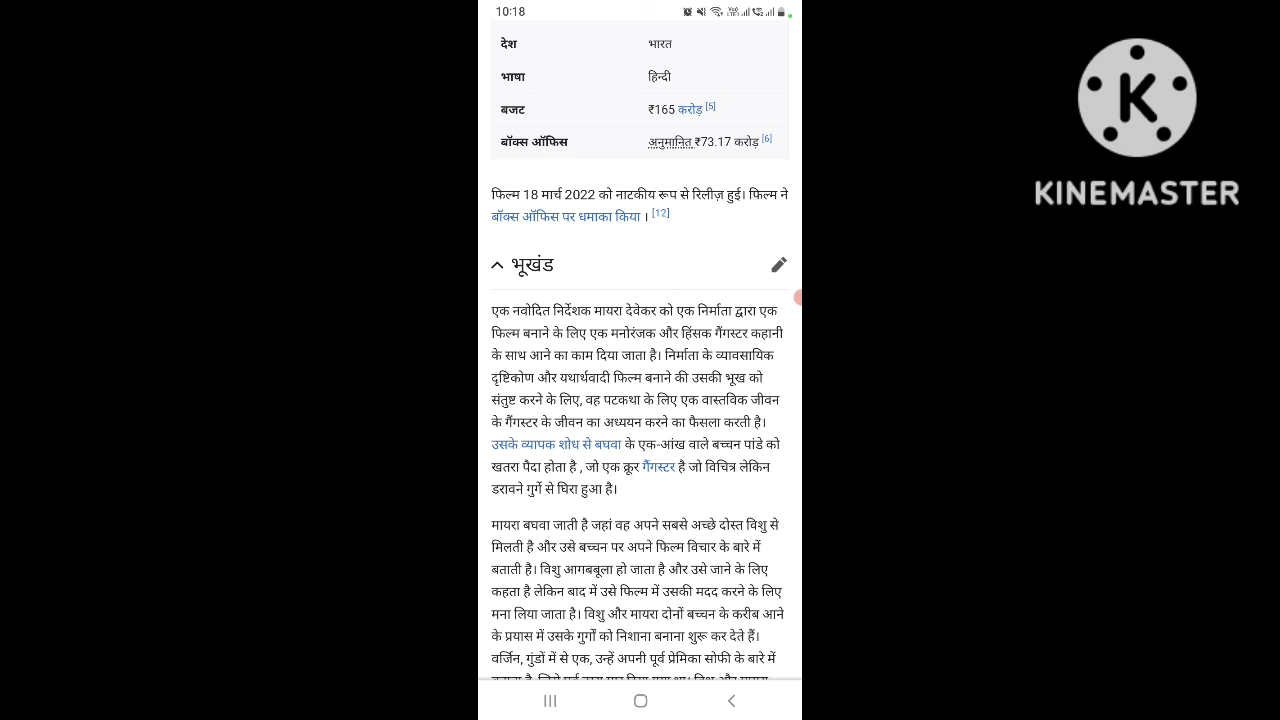 10:18
देश भारत
भाषा हिन्दी
बजट ₹165 करोड़ [5]
बॉक्स ऑफिस अनुमानित ₹73.17 करोड़ [6]
फिल्म 18 मार्च 2022 को नाटकीय रूप से रिलीज़ हुई। फिल्म ने
बॉक्स ऑफिस पर धमाका किया । [12]
भूखंड
एक नवोदित निर्देशक मायरा देवेकर को एक निर्माता द्वारा एक
फिल्म बनाने के लिए एक मनोरंजक और हिंसक गैंगस्टर कहानी
के साथ आने का काम दिया जाता है। निर्माता के व्यावसायिक
दृष्टिकोण और यथार्थवादी फिल्म बनाने की उसकी भूख को
संतुष्ट करने के लिए, वह पटकथा के लिए एक वास्तविक जीवन
के गैंगस्टर के जीवन का अध्ययन करने का फैसला करती है।
उसके व्यापक शोध से बघवा के एक-आंख वाले बच्चन पांडे को
खतरा पैदा होता है , जो एक क्रूर गैंगस्टर है जो विचित्र लेकिन
डरावने गुर्गे से घिरा हुआ है।
मायरा बघवा जाती है जहां वह अपने सबसे अच्छे दोस्त विशु से
मिलती है और उसे बच्चन पर अपने फिल्म विचार के बारे में
बताती है। विशु आगबबूला हो जाता है और उसे जाने के लिए
कहता है लेकिन बाद में उसे फिल्म में उसकी मदद करने के लिए
मना लिया जाता है। विशु और मायरा दोनों बच्चन के करीब आने
के प्रयास में उसके गुर्गों को निशाना बनाना शुरू कर देते हैं।
वर्जिन, गुंडों में से एक, उन्हें अपनी पूर्व प्रेमिका सोफी के बारे में
K
KINEMASTER